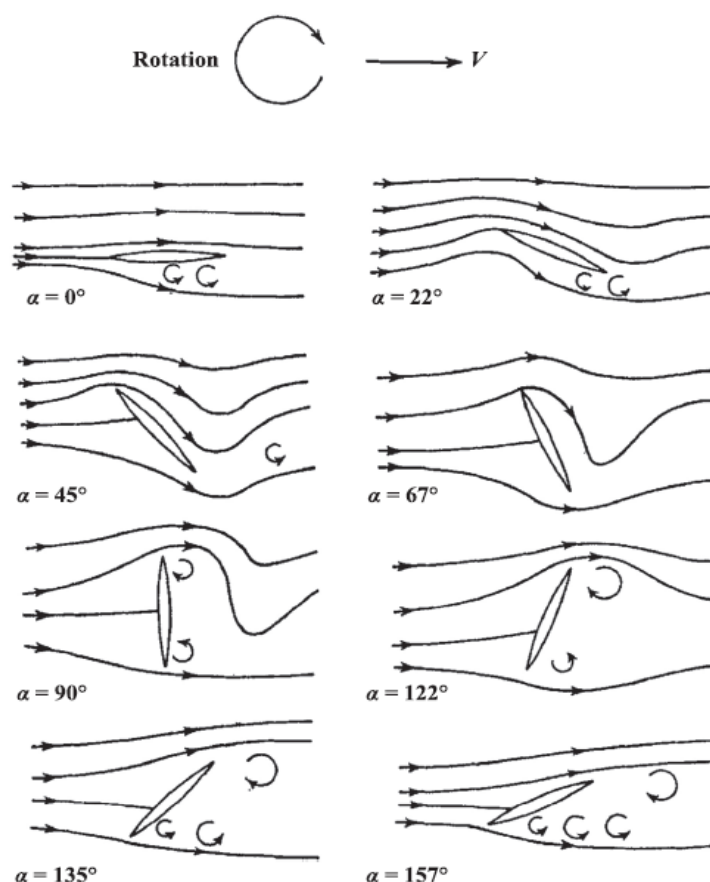 Rotation V
α = 0° α = 22°
α = 45° α = 67°
α = 90° α = 122°
α = 135° α = 157°